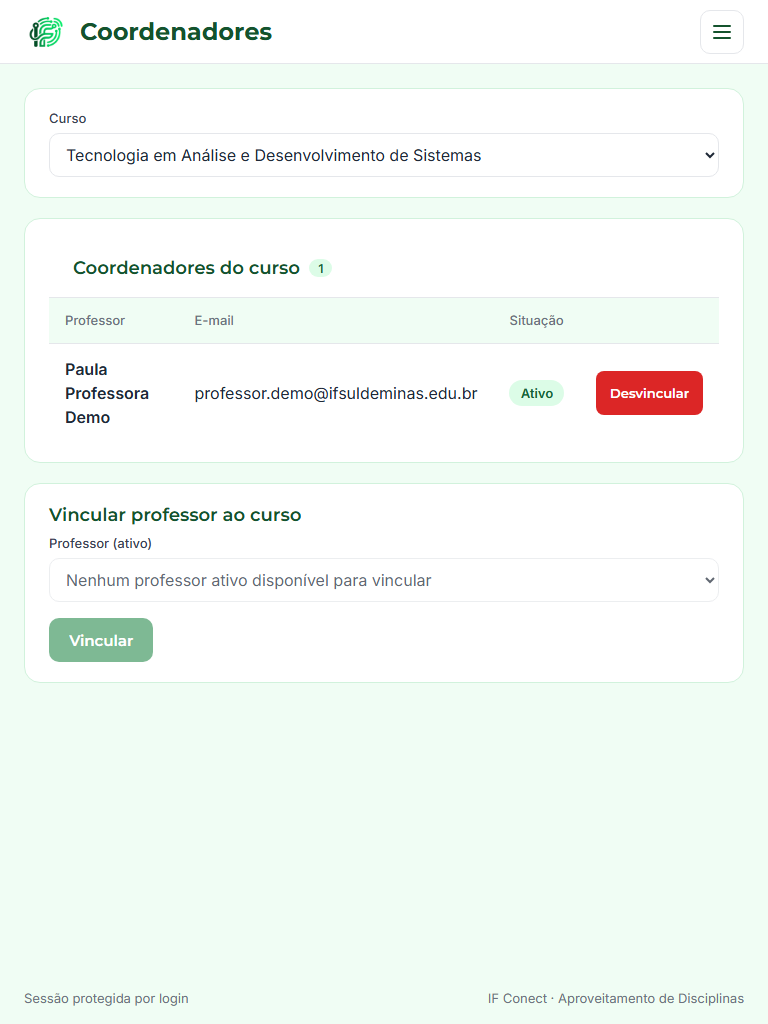 Coordenadores
Curso
Tecnologia em Análise e Desenvolvimento de Sistemas
Coordenadores do curso 1
Professor E-mail Situação
Paula
Professora
Demo
professor.demo@ifsuldeminas.edu.br Ativo Desvincular
Vincular professor ao curso
Professor (ativo)
Nenhum professor ativo disponível para vincular
Vincular
Sessão protegida por login IF Conect · Aproveitamento de Disciplinas